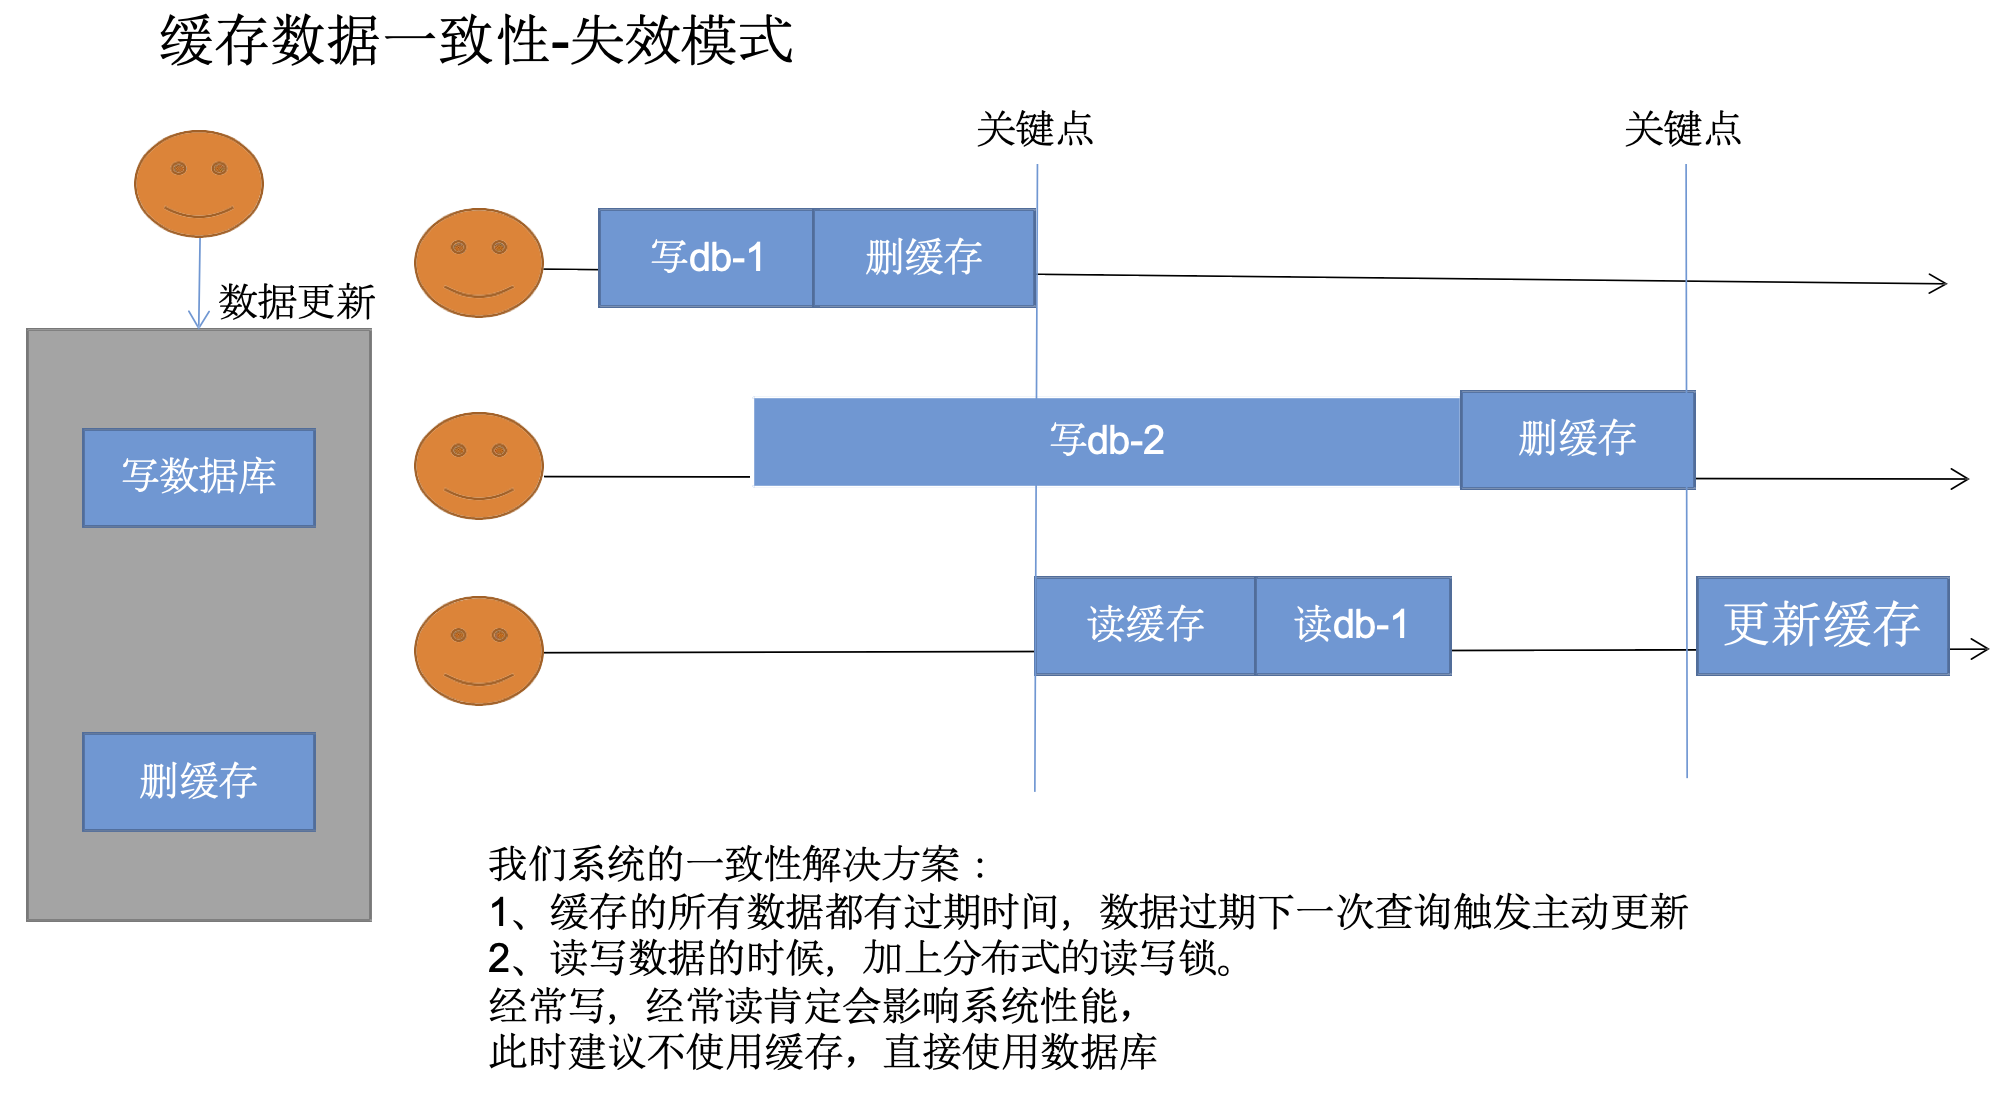 缓存数据一致性-失效模式
关键点
关键点
数据更新
写数据库
删缓存
写db-1
删缓存
写db-2
删缓存
读缓存
读db-1
更新缓存
我们系统的一致性解决方案：
1、缓存的所有数据都有过期时间，数据过期下一次查询触发主动更新
2、读写数据的时候，加上分布式的读写锁。
经常写，经常读肯定会影响系统性能，
此时建议不使用缓存，直接使用数据库